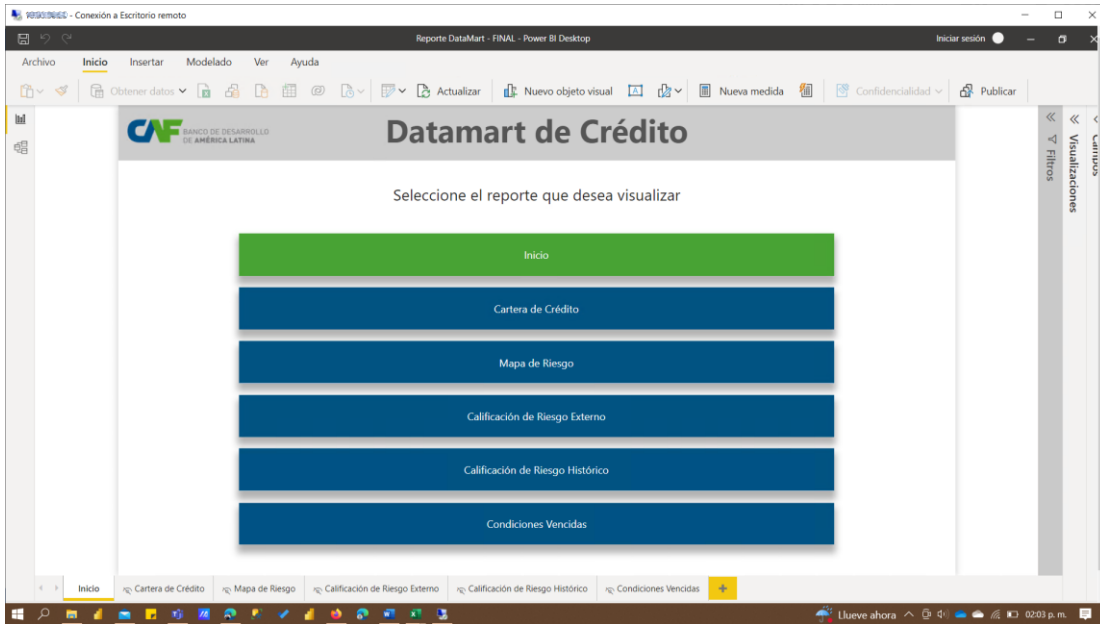 - Conexión a Escritorio remoto
Reporte DataMart - FINAL - Power BI Desktop
Iniciar sesión
Archivo Inicio Insertar Modelado Ver Ayuda
Obtener datos Actualizar Nuevo objeto visual Nueva medida Confidencialidad Publicar
CAF BANCO DE DESARROLLO
DE AMÉRICA LATINA
Datamart de Crédito
Filtros
Visualizaciones
Campos
Seleccione el reporte que desea visualizar
Inicio
Cartera de Crédito
Mapa de Riesgo
Calificación de Riesgo Externo
Calificación de Riesgo Histórico
Condiciones Vencidas
Inicio Cartera de Crédito Mapa de Riesgo Calificación de Riesgo Externo Calificación de Riesgo Histórico Condiciones Vencidas +
Llueve ahora 02:03 p. m.